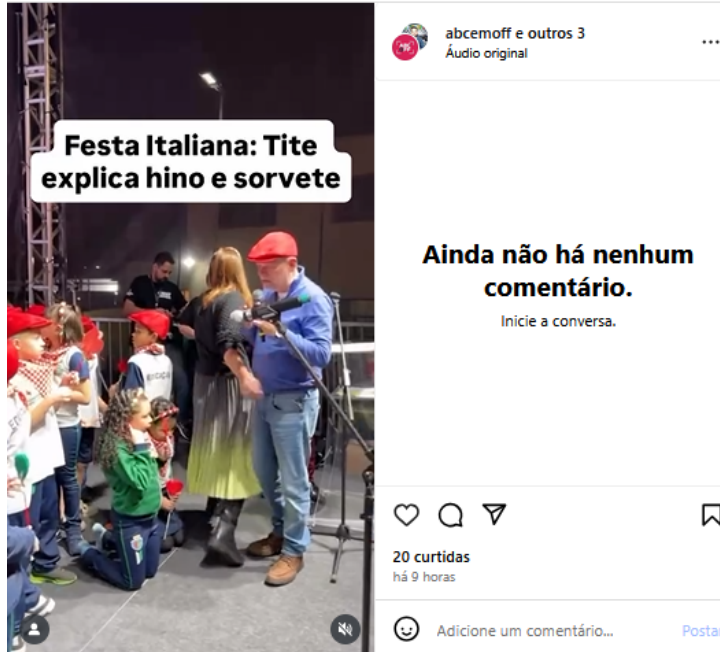 Festa Italiana: Tite
explica hino e sorvete
abcemoff e outros 3
Áudio original
Ainda não há nenhum
comentário.
Inicie a conversa.
20 curtidas
há 9 horas
Adicione um comentário...